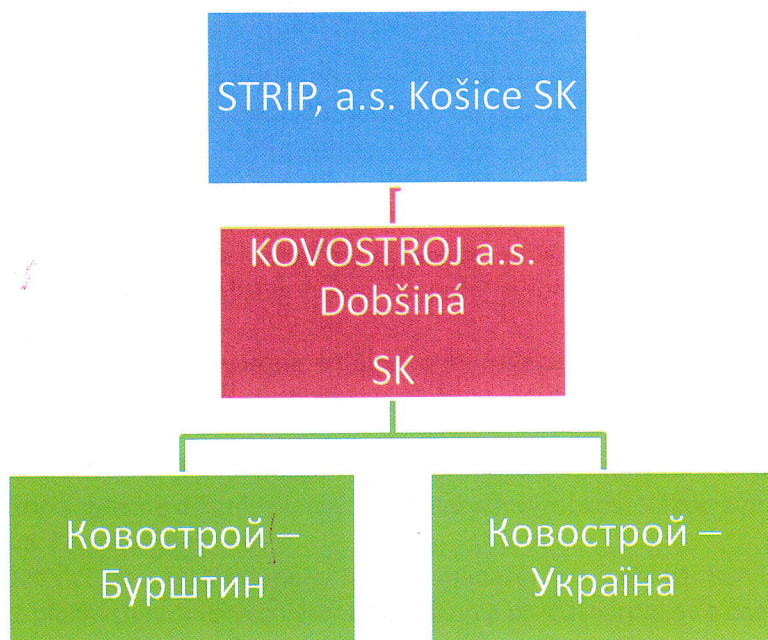 STRIP, a.s. Košice SK
KOVOSTROJ a.s.
Dobšiná
SK
Ковострой –
Бурштин
Ковострой –
Україна